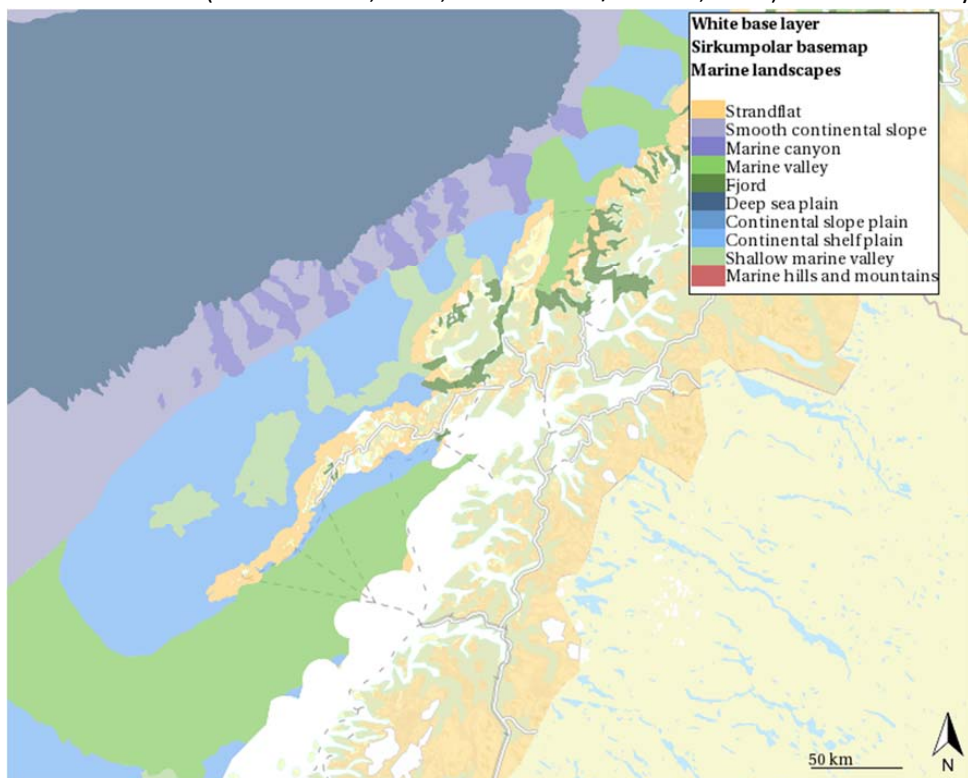 White base layer
Sirkumpolar basemap
Marine landscapes
Strandflat
Smooth continental slope
Marine canyon
Marine valley
Fjord
Deep sea plain
Continental slope plain
Continental shelf plain
Shallow marine valley
Marine hills and mountains
50 km
N